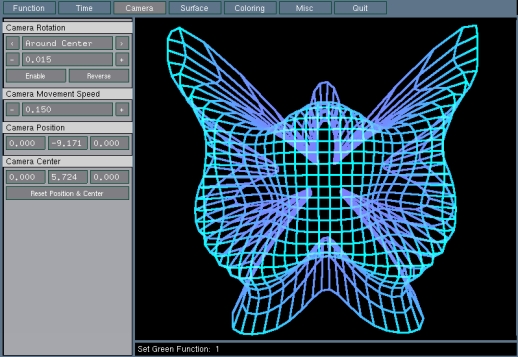 Function Time Camera Surface Coloring Misc Quit
Camera Rotation
‹ Around Center ›
- 0.015 +
Enable Reverse
Camera Movement Speed
- 0.150 +
Camera Position
0.000 -9.171 0.000
Camera Center
0.000 5.724 0.000
Reset Position & Center
Set Green Function: 1